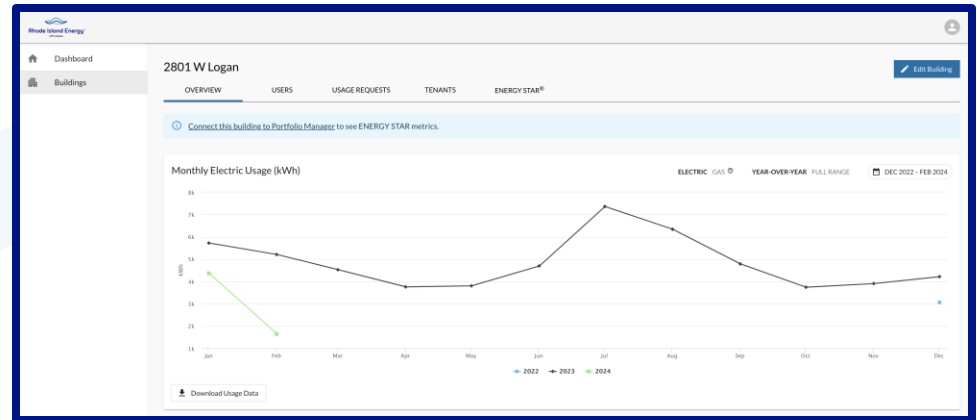 Rhode Island Energy
Dashboard
Buildings
2801 W Logan
Edit Building
OVERVIEW USERS USAGE REQUESTS TENANTS ENERGY STAR®
Connect this building to Portfolio Manager to see ENERGY STAR metrics.
Monthly Electric Usage (kWh)
ELECTRIC GAS YEAR-OVER-YEAR FULL RANGE DEC 2022 – FEB 2024
8k
7k
6k
5k
4k
3k
2k
1k
kWh
Jan Feb Mar Apr May Jun Jul Aug Sep Oct Nov Dec
2022 2023 2024
Download Usage Data